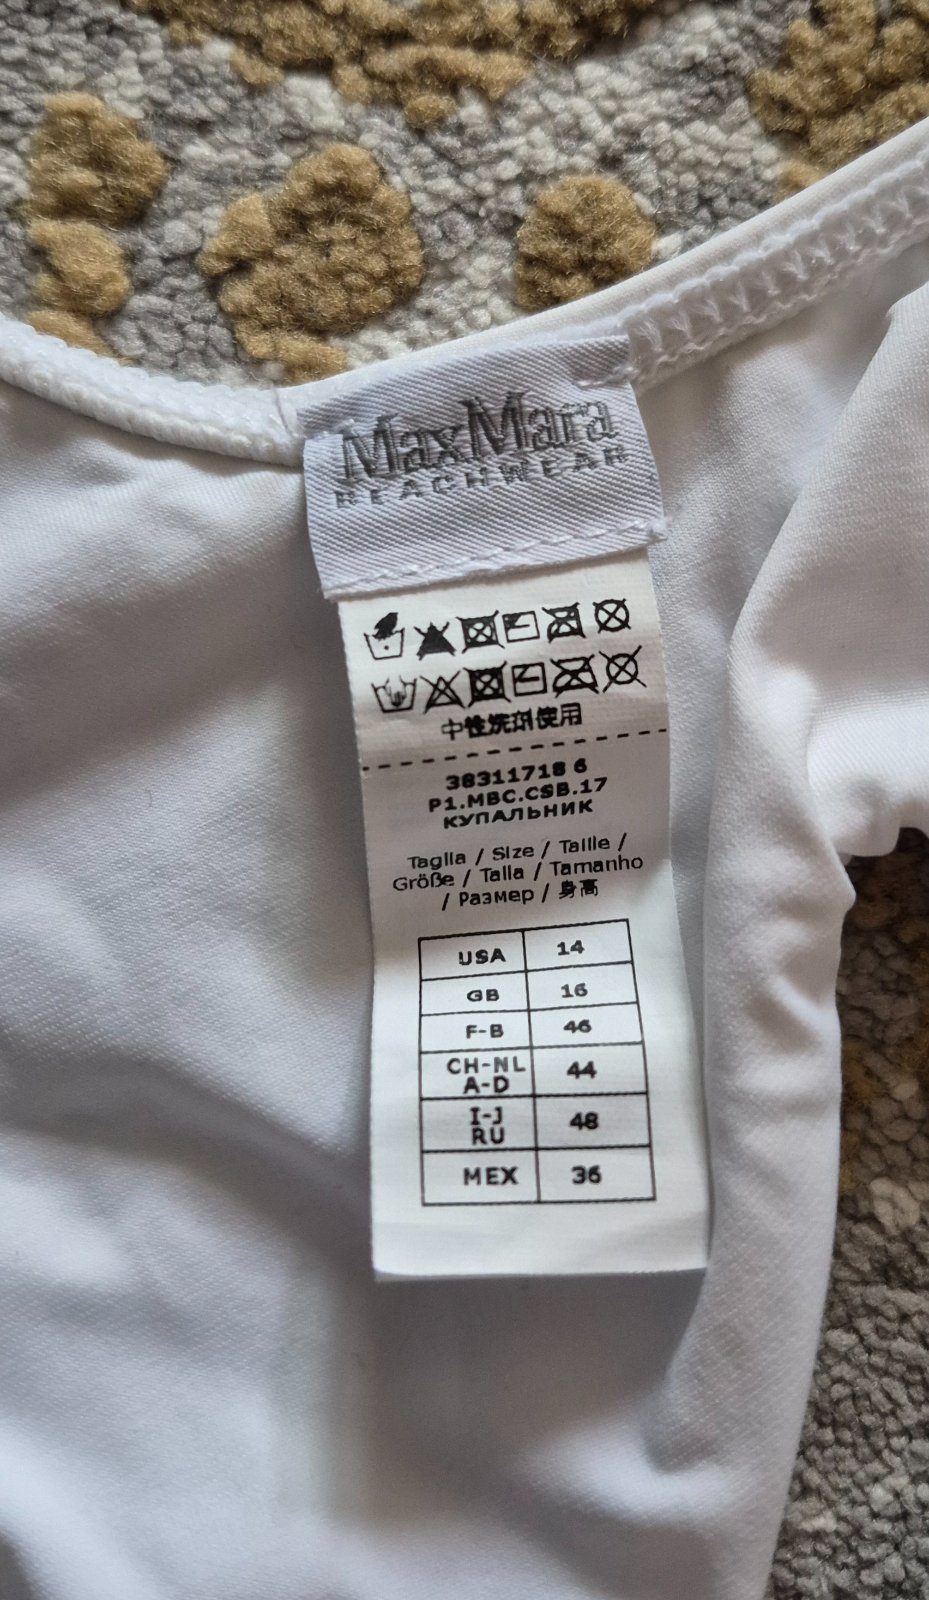 MaxMara
BEACHWEAR
中性洗剤使用
38311718 6
P1.MBC.CSB.17
КУПАЛЬНИК
Taglia / Size / Taille /
Größe / Talla / Tamanho
/ Размер / 身高
USA 14
GB 16
F-B 46
CH-NL
A-D 44
I-J
RU 48
MEX 36